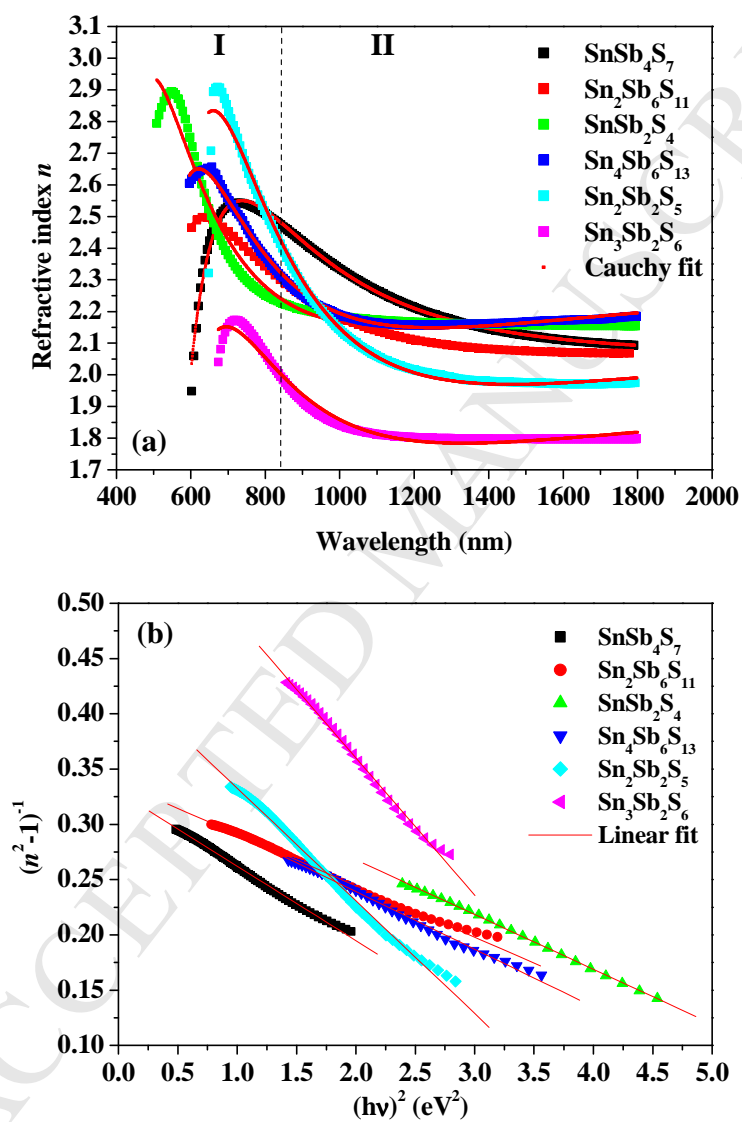 3.1
3.0
2.9
2.8
2.7
2.6
2.5
2.4
2.3
2.2
2.1
2.0
1.9
1.8
1.7
Refractive index n
I
II
SnSb4S7
Sn2Sb6S11
SnSb2S4
Sn4Sb6S13
Sn2Sb2S5
Sn3Sb2S6
Cauchy fit
(a)
400 600 800 1000 1200 1400 1600 1800 2000
Wavelength (nm)
0.50
0.45
0.40
0.35
0.30
0.25
0.20
0.15
0.10
(n²-1)⁻¹
(b)
SnSb4S7
Sn2Sb6S11
SnSb2S4
Sn4Sb6S13
Sn2Sb2S5
Sn3Sb2S6
Linear fit
0.0 0.5 1.0 1.5 2.0 2.5 3.0 3.5 4.0 4.5 5.0
(hν)² (eV²)
ACCEPTED MANUSCR